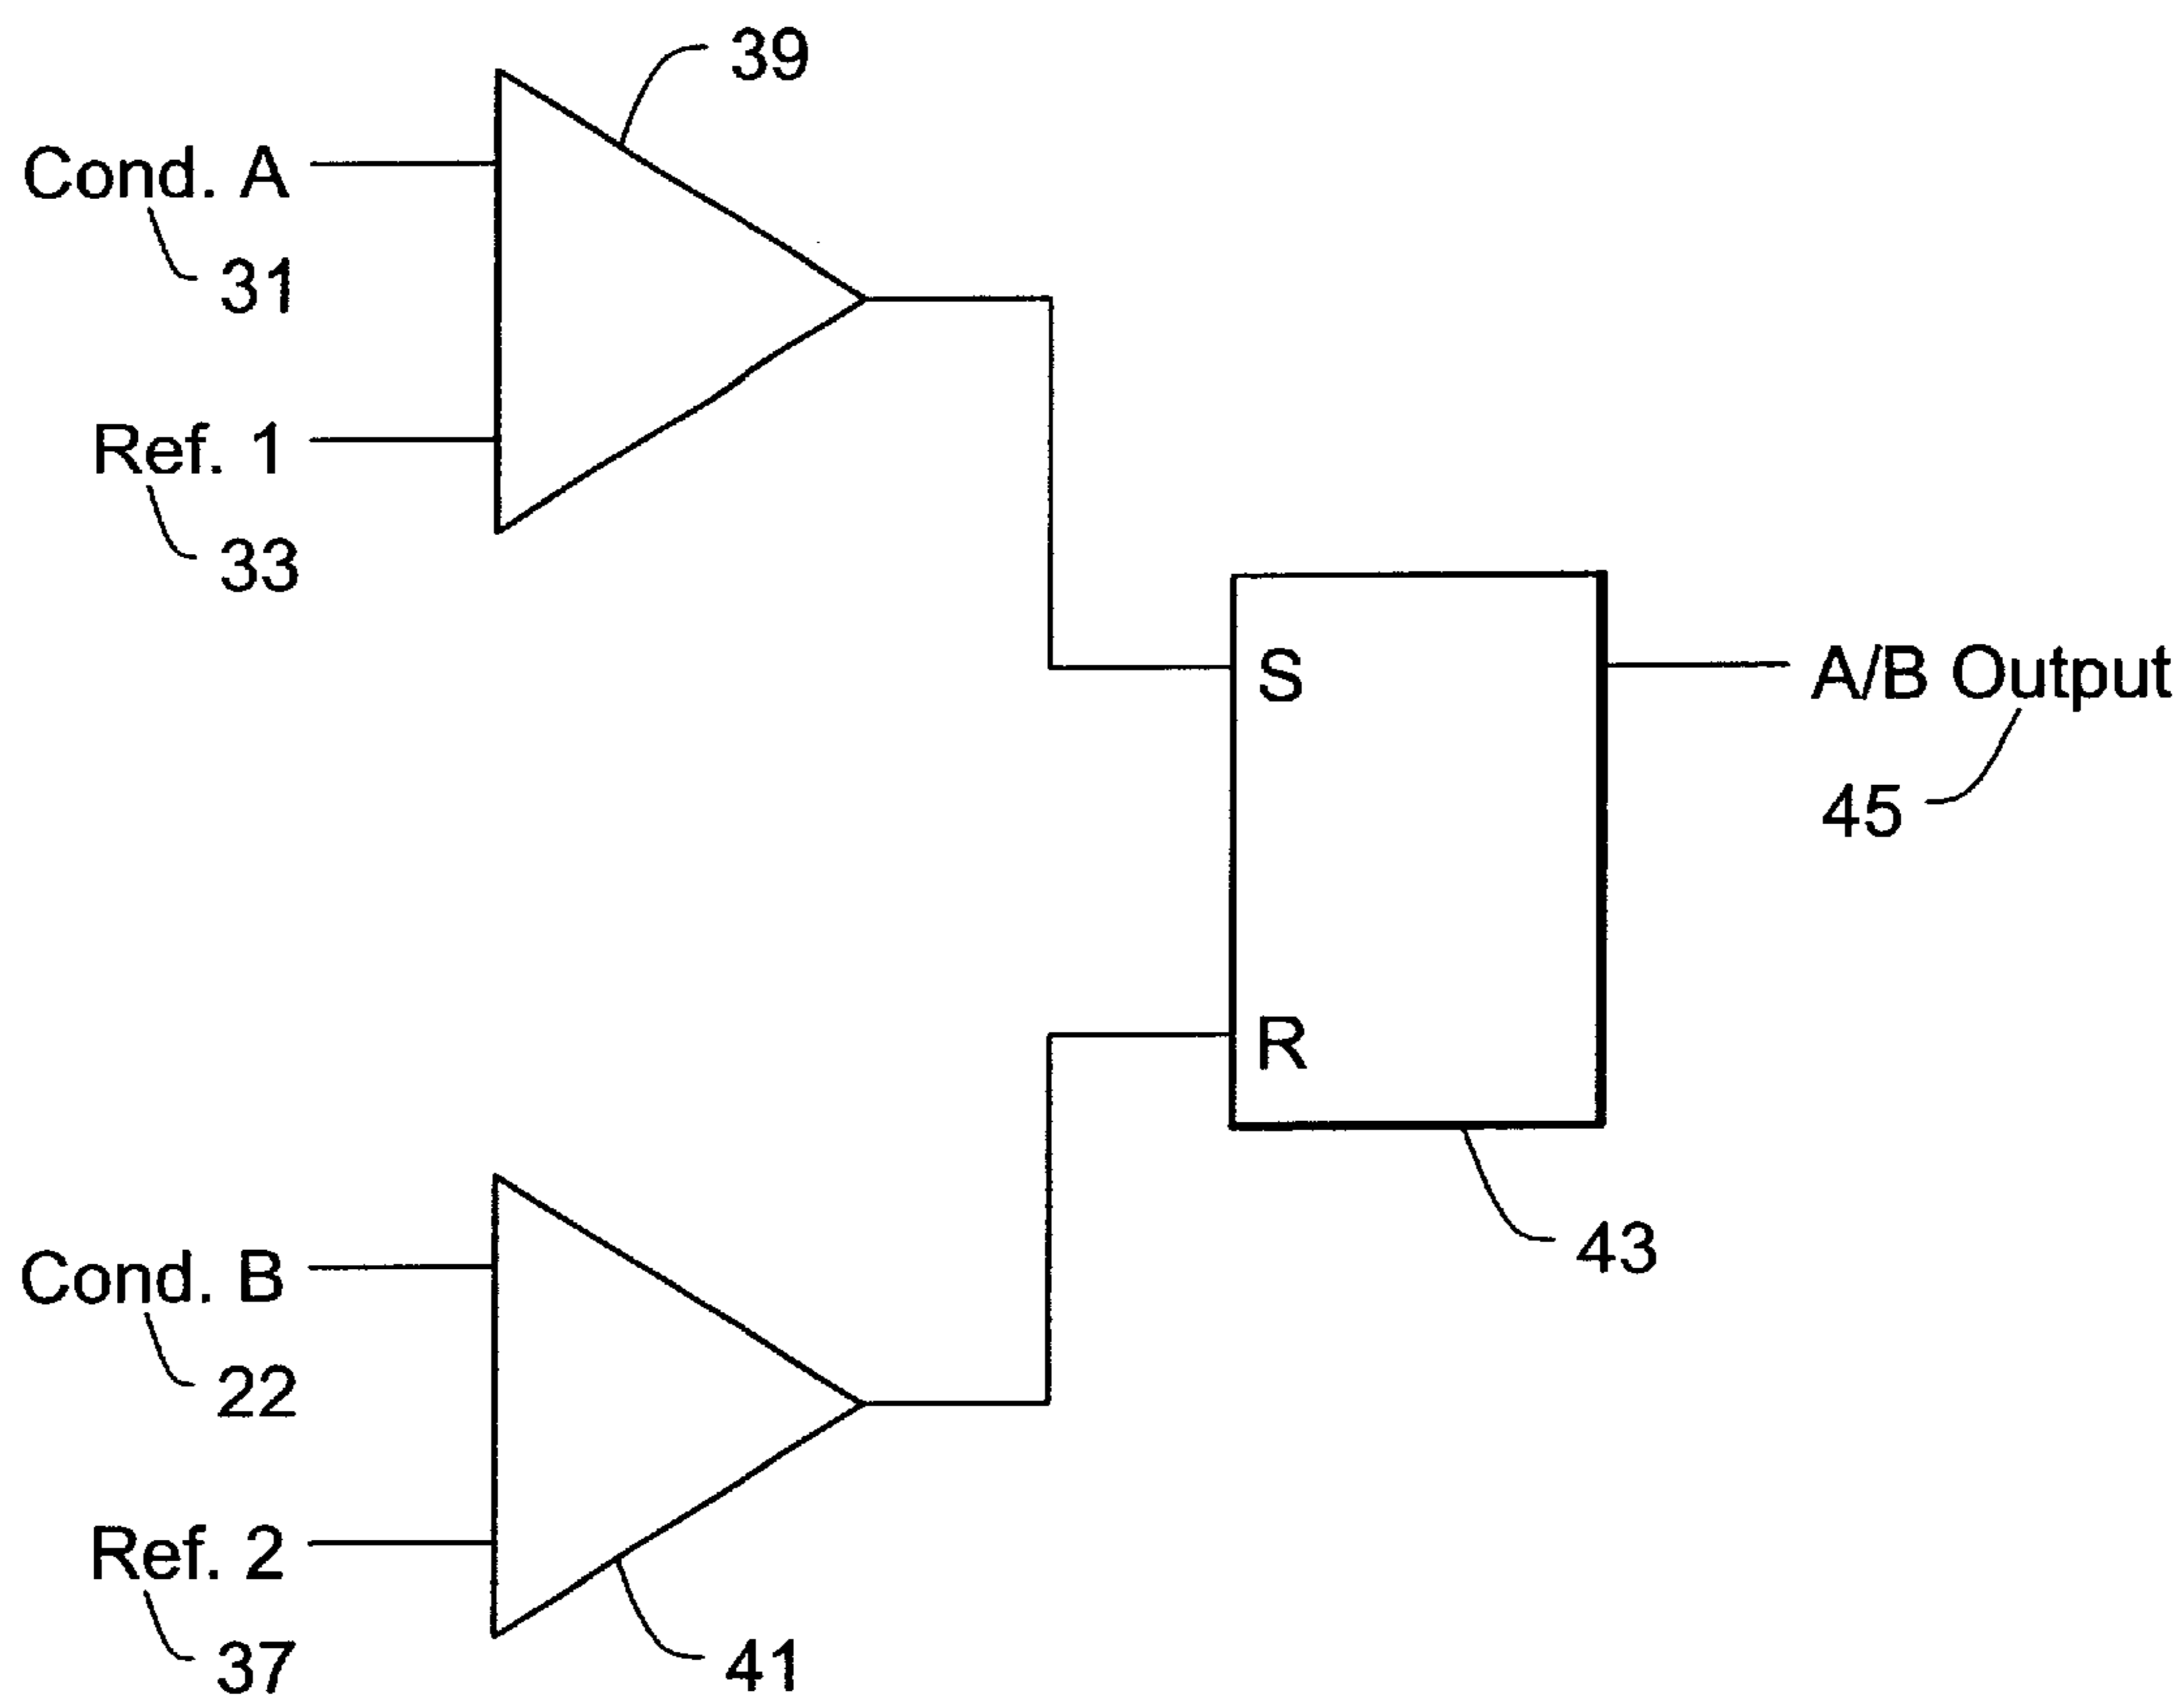 39
Cond. A
31
Ref. 1
33
S
A/B Output
45
R
43
Cond. B
22
Ref. 2
37
41